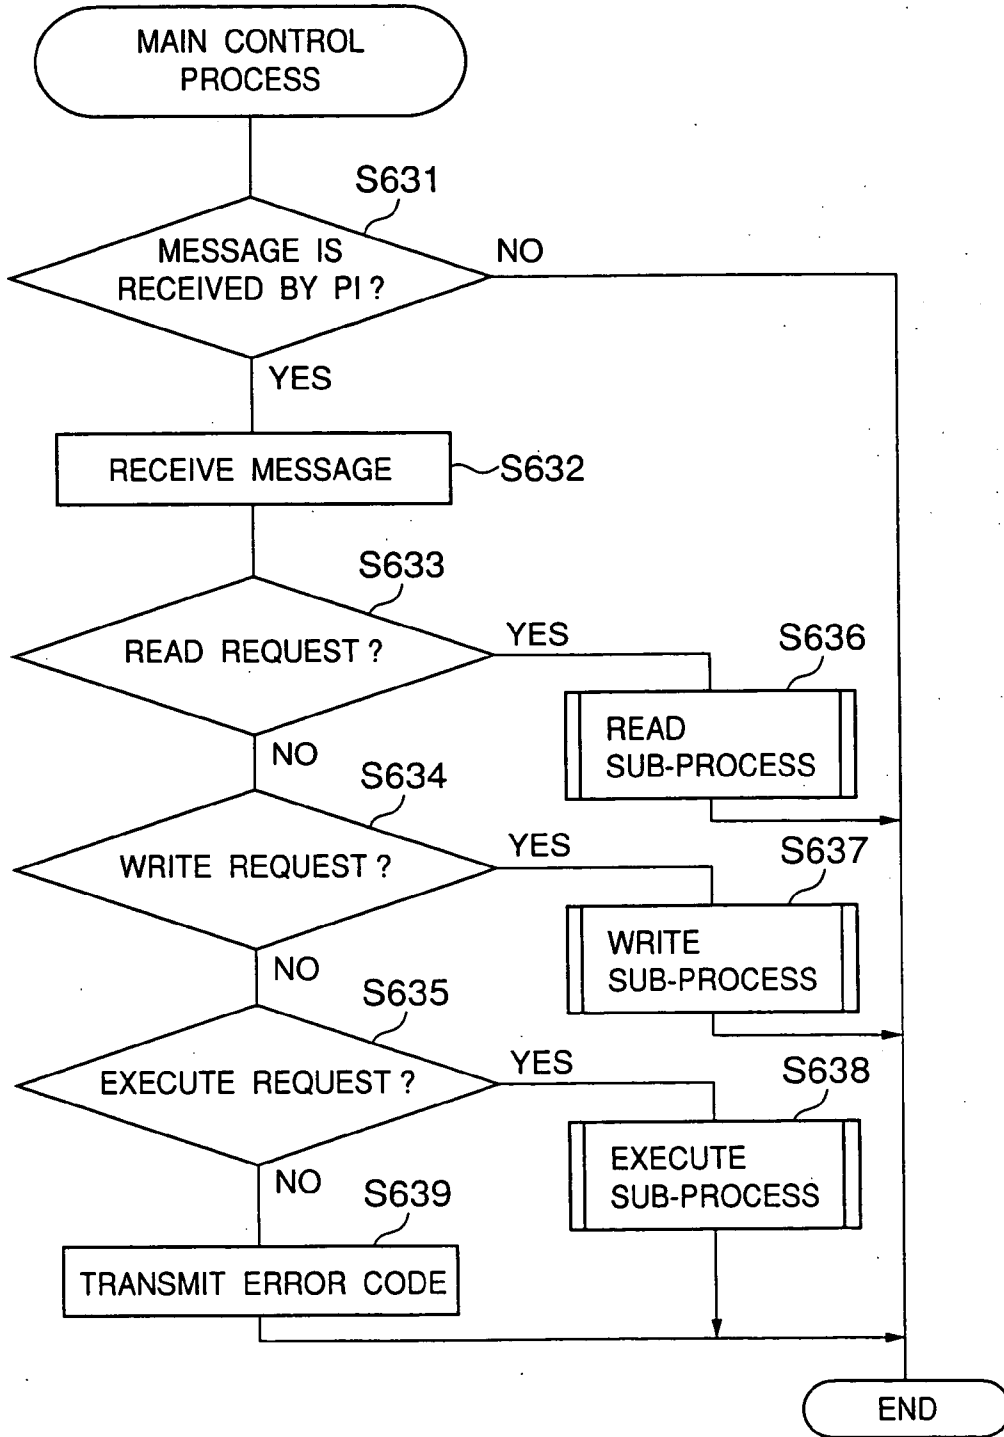 MAIN CONTROL
PROCESS
S631
MESSAGE IS
RECEIVED BY PI?
NO
YES
RECEIVE MESSAGE
S632
S633
READ REQUEST?
YES
S636
READ
SUB-PROCESS
NO
S634
WRITE REQUEST?
YES
S637
WRITE
SUB-PROCESS
NO
S635
EXECUTE REQUEST?
YES
S638
EXECUTE
SUB-PROCESS
NO
S639
TRANSMIT ERROR CODE
END